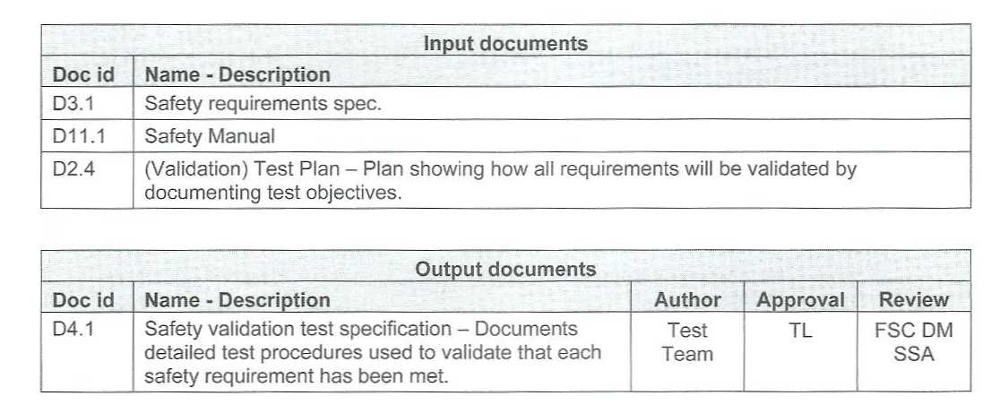 Input documents
Doc id Name - Description
D3.1 Safety requirements spec.
D11.1 Safety Manual
D2.4 (Validation) Test Plan – Plan showing how all requirements will be validated by
documenting test objectives.
Output documents
Doc id Name - Description Author Approval Review
D4.1 Safety validation test specification – Documents Test TL FSC DM
detailed test procedures used to validate that each Team SSA
safety requirement has been met.